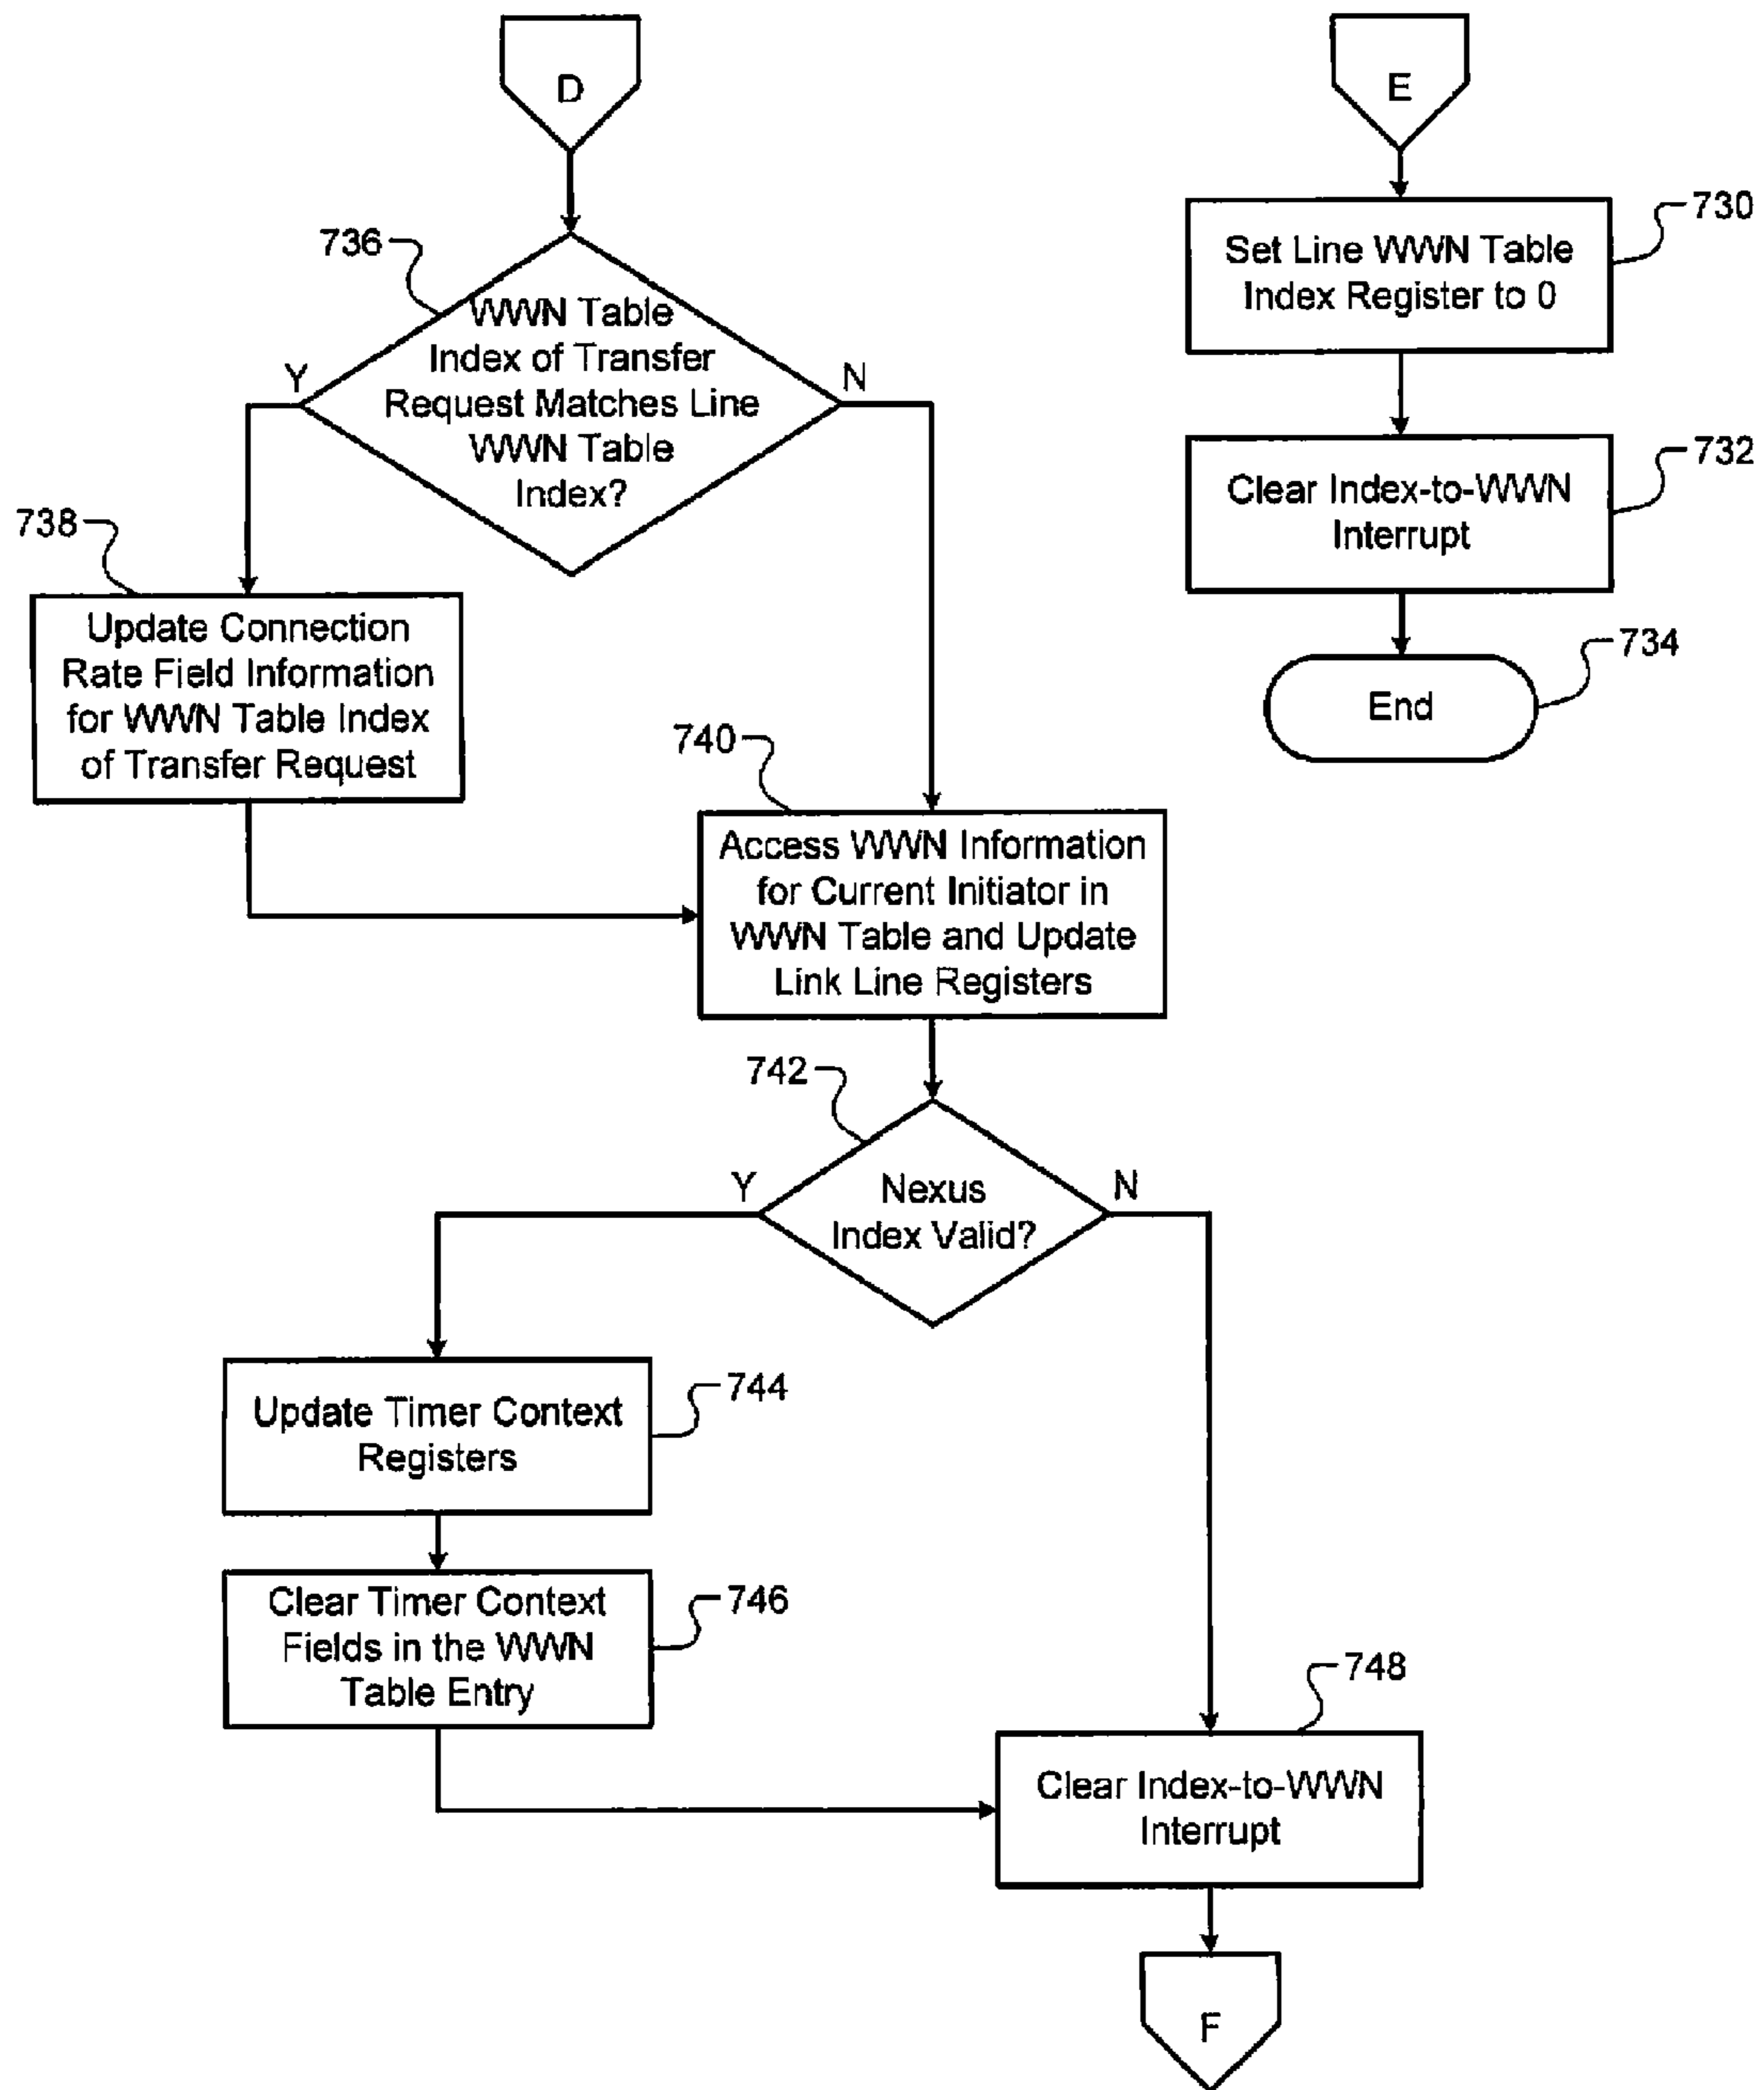 D
E
736
WWN Table
Index of Transfer
Request Matches Line
WWN Table
Index?
Y
N
730
Set Line WWN Table
Index Register to 0
732
Clear Index-to-WWN
Interrupt
734
End
738
Update Connection
Rate Field Information
for WWN Table Index
of Transfer Request
740
Access WWN Information
for Current Initiator in
WWN Table and Update
Link Line Registers
742
Nexus
Index Valid?
Y
N
744
Update Timer Context
Registers
746
Clear Timer Context
Fields in the WWN
Table Entry
748
Clear Index-to-WWN
Interrupt
F